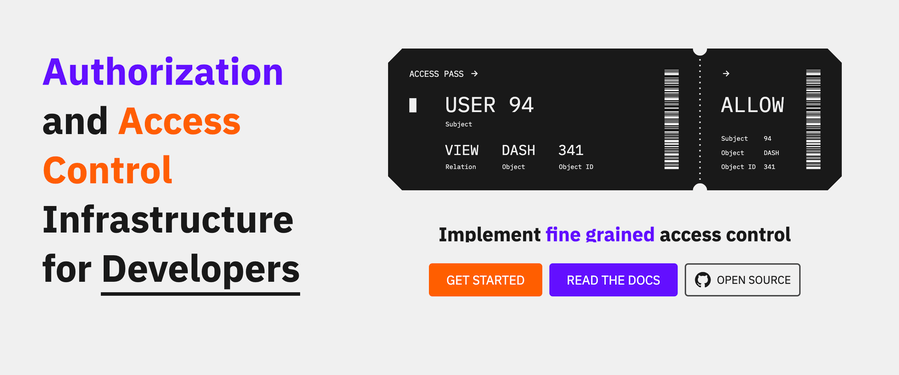 Authorization
and Access
Control
Infrastructure
for Developers
ACCESS PASS →
USER 94
Subject
VIEW DASH 341
Relation Object Object ID
→
ALLOW
Subject 94
Object DASH
Object ID 341
Implement fine grained access control
GET STARTED
READ THE DOCS
OPEN SOURCE